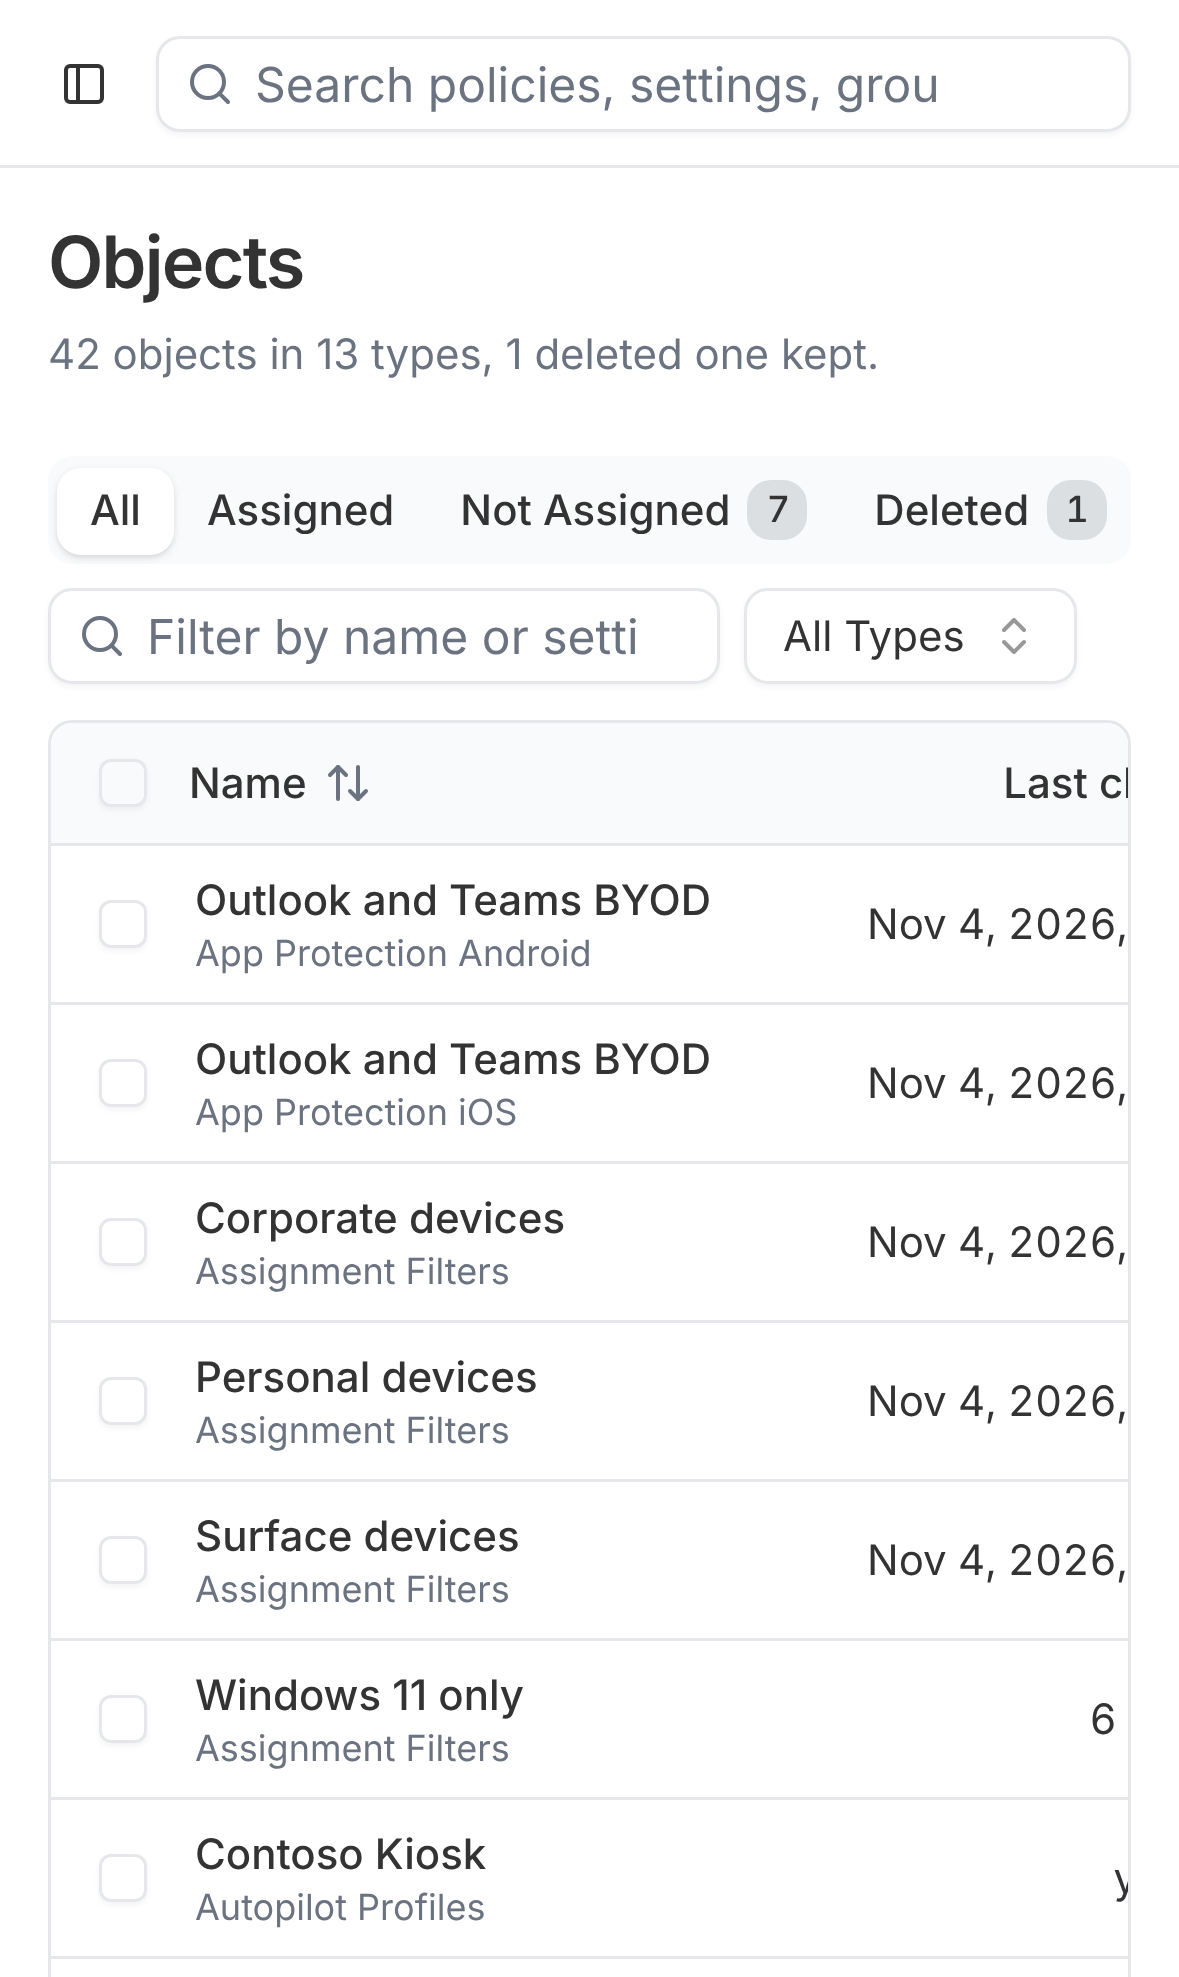 Search policies, settings, grou
Objects
42 objects in 13 types, 1 deleted one kept.
All Assigned Not Assigned 7 Deleted 1
Filter by name or setti All Types
Name Last
Outlook and Teams BYOD
App Protection Android
Nov 4, 2026,
Outlook and Teams BYOD
App Protection iOS
Nov 4, 2026,
Corporate devices
Assignment Filters
Nov 4, 2026,
Personal devices
Assignment Filters
Nov 4, 2026,
Surface devices
Assignment Filters
Nov 4, 2026,
Windows 11 only
Assignment Filters
6
Contoso Kiosk
Autopilot Profiles